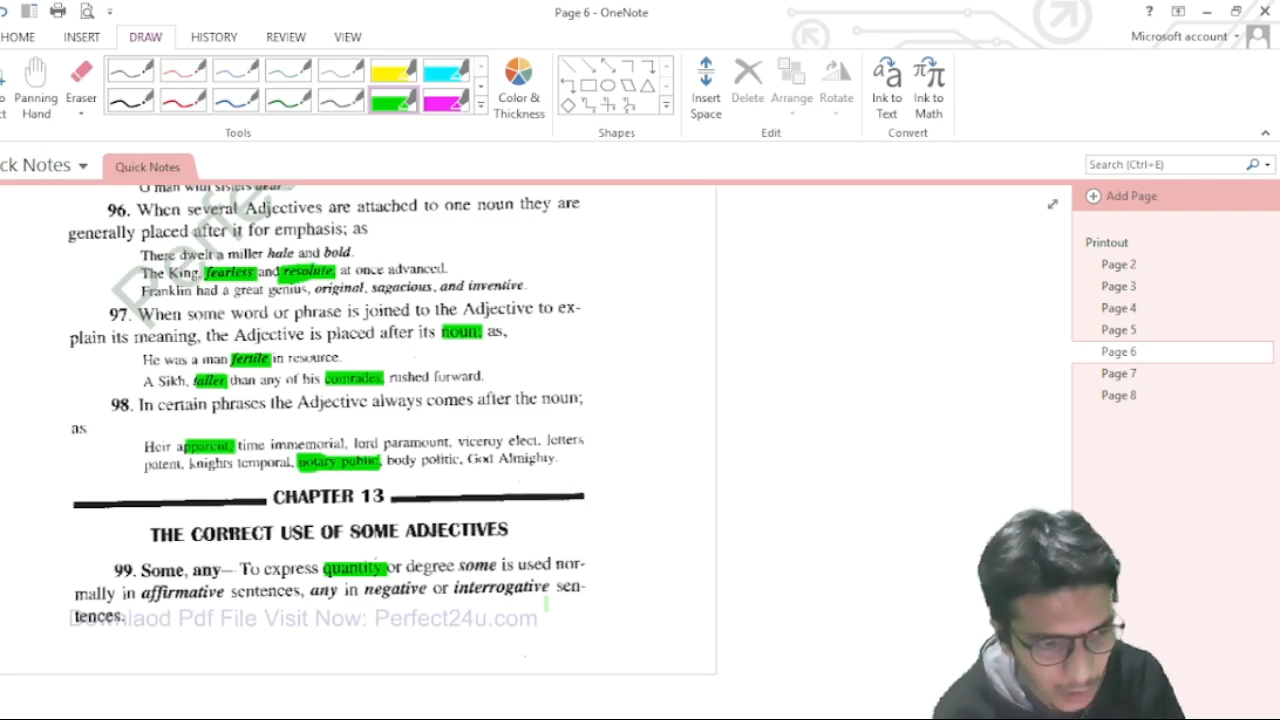 Page 6 - OneNote
HOME INSERT DRAW HISTORY REVIEW VIEW
Microsoft account
Panning Hand
Eraser
Color & Thickness
Insert Space
Delete
Arrange
Rotate
Ink to Text
Ink to Math
Tools
Shapes
Edit
Convert
ck Notes
Quick Notes
Search (Ctrl+E)
Add Page
Printout
Page 2
Page 3
Page 4
Page 5
Page 6
Page 7
Page 8
O man with sisters dear
96. When several Adjectives are attached to one noun they are
generally placed after it for emphasis; as
There dwelt a miller hale and bold.
The King, fearless and resolute, at once advanced.
Franklin had a great genius, original, sagacious, and inventive.
97. When some word or phrase is joined to the Adjective to ex-
plain its meaning, the Adjective is placed after its noun; as,
He was a man fertile in resource.
A Sikh, taller than any of his comrades, rushed forward.
98. In certain phrases the Adjective always comes after the noun;
as
Heir apparent, time immemorial, lord paramount, viceroy elect, letters
patent, knights temporal, notary public, body politic, God Almighty.
CHAPTER 13
THE CORRECT USE OF SOME ADJECTIVES
99. Some, any— To express quantity or degree some is used nor-
mally in affirmative sentences, any in negative or interrogative sen-
tences.
Downlaod Pdf File Visit Now: Perfect24u.com
Perfe